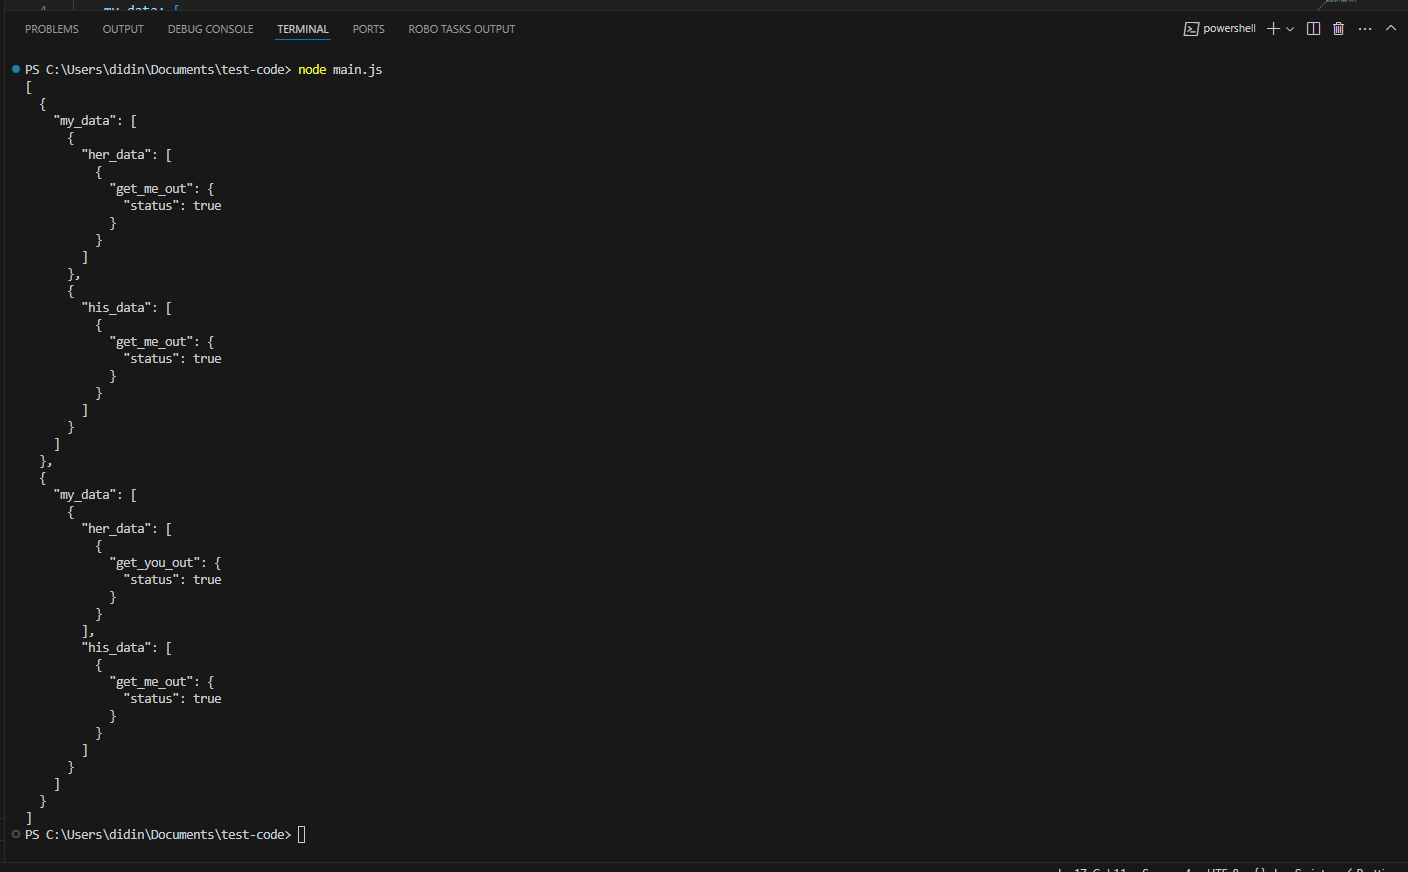 my_data: [
PROBLEMS OUTPUT DEBUG CONSOLE TERMINAL PORTS ROBO TASKS OUTPUT powershell
PS C:\Users\didin\Documents\test-code> node main.js
[
  {
    "my_data": [
      {
        "her_data": [
          {
            "get_me_out": {
              "status": true
            }
          }
        ]
      },
      {
        "his_data": [
          {
            "get_me_out": {
              "status": true
            }
          }
        ]
      }
    ]
  },
  {
    "my_data": [
      {
        "her_data": [
          {
            "get_you_out": {
              "status": true
            }
          }
        ],
        "his_data": [
          {
            "get_me_out": {
              "status": true
            }
          }
        ]
      }
    ]
  }
]
PS C:\Users\didin\Documents\test-code>